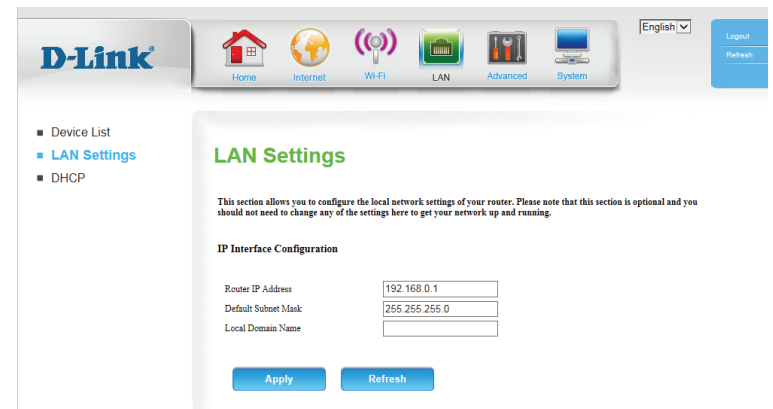 English
Logout
Refresh
D-Link®
Home Internet Wi-Fi LAN Advanced System
Device List
LAN Settings
DHCP
LAN Settings
This section allows you to configure the local network settings of your router. Please note that this section is optional and you
should not need to change any of the settings here to get your network up and running.
IP Interface Configuration
Router IP Address 192.168.0.1
Default Subnet Mask 255.255.255.0
Local Domain Name
Apply Refresh